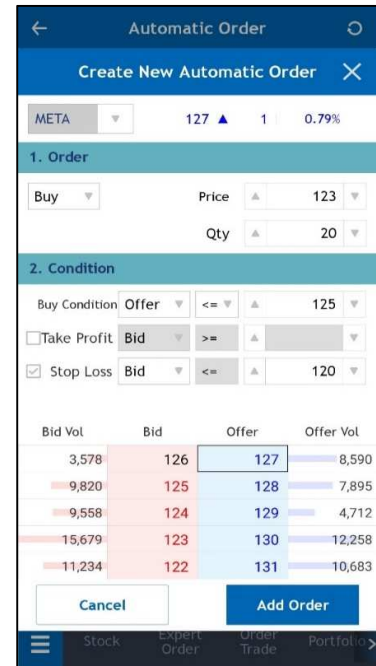 Automatic Order
Create New Automatic Order
META 127 ▲ 1 0.79%
1. Order
Buy Price 123
Qty 20
2. Condition
Buy Condition Offer <= 125
Take Profit Bid >=
Stop Loss Bid <= 120
Bid Vol Bid Offer Offer Vol
3,578 126 127 8,590
9,820 125 128 7,895
9,558 124 129 4,712
15,679 123 130 12,258
11,234 122 131 10,683
Cancel Add Order
Stock Expert Order Order Trade Portfolio